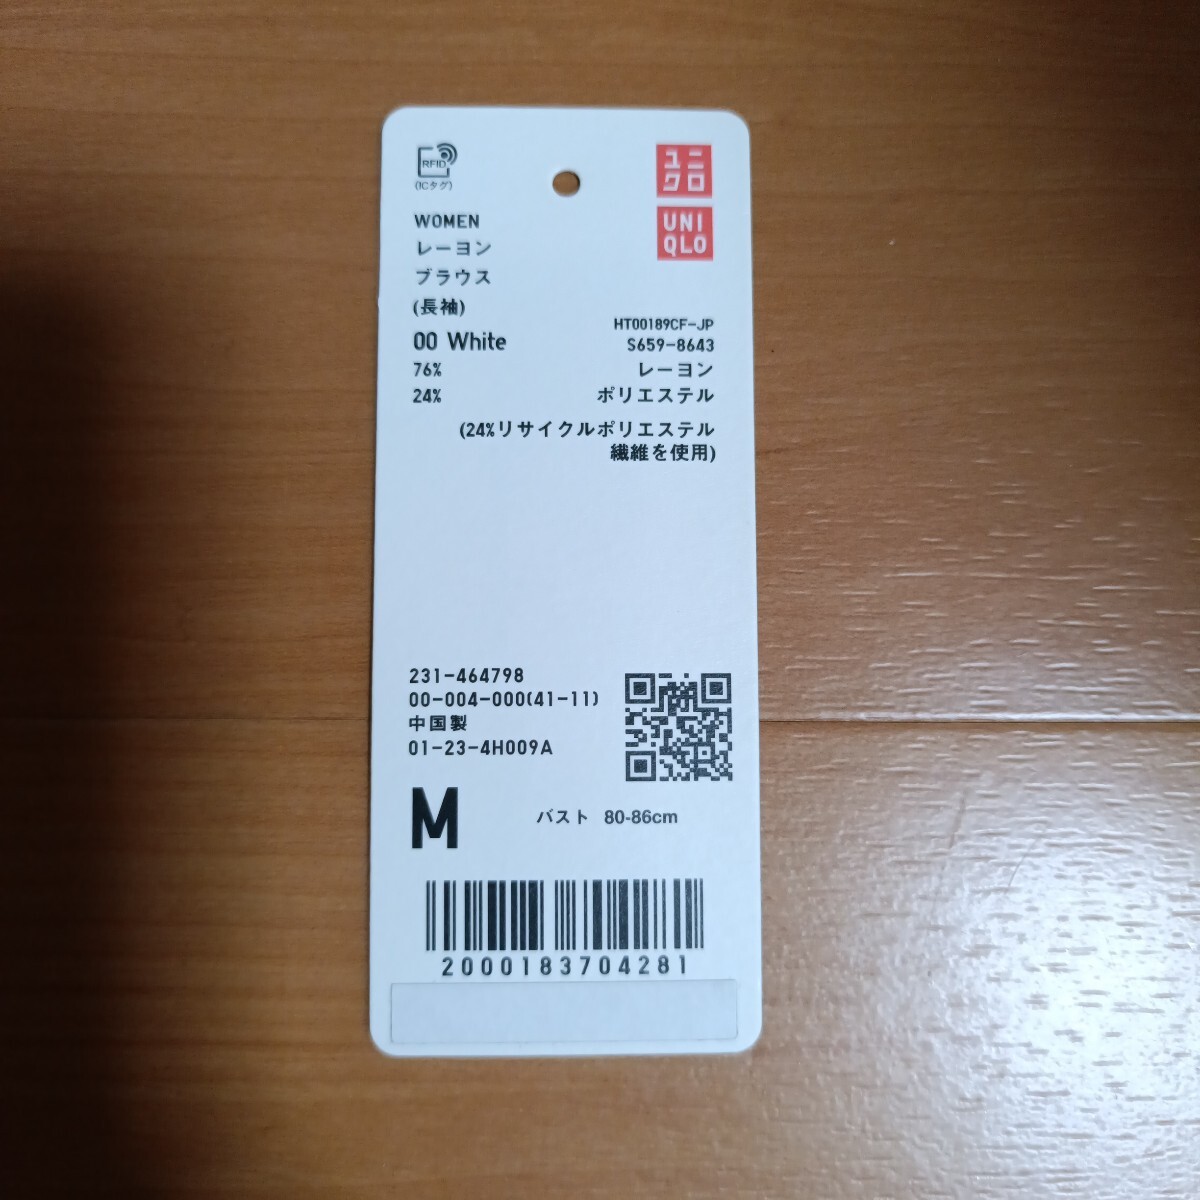 RFID
(ICタグ)
ユニ
クロ
UNI
QLO
WOMEN
レーヨン
ブラウス
(長袖)
HT00189CF-JP
00 White
S659-8643
76% レーヨン
24% ポリエステル
(24%リサイクルポリエステル
繊維を使用)
231-464798
00-004-000(41-11)
中国製
01-23-4H009A
M バスト 80-86cm
2000183704281